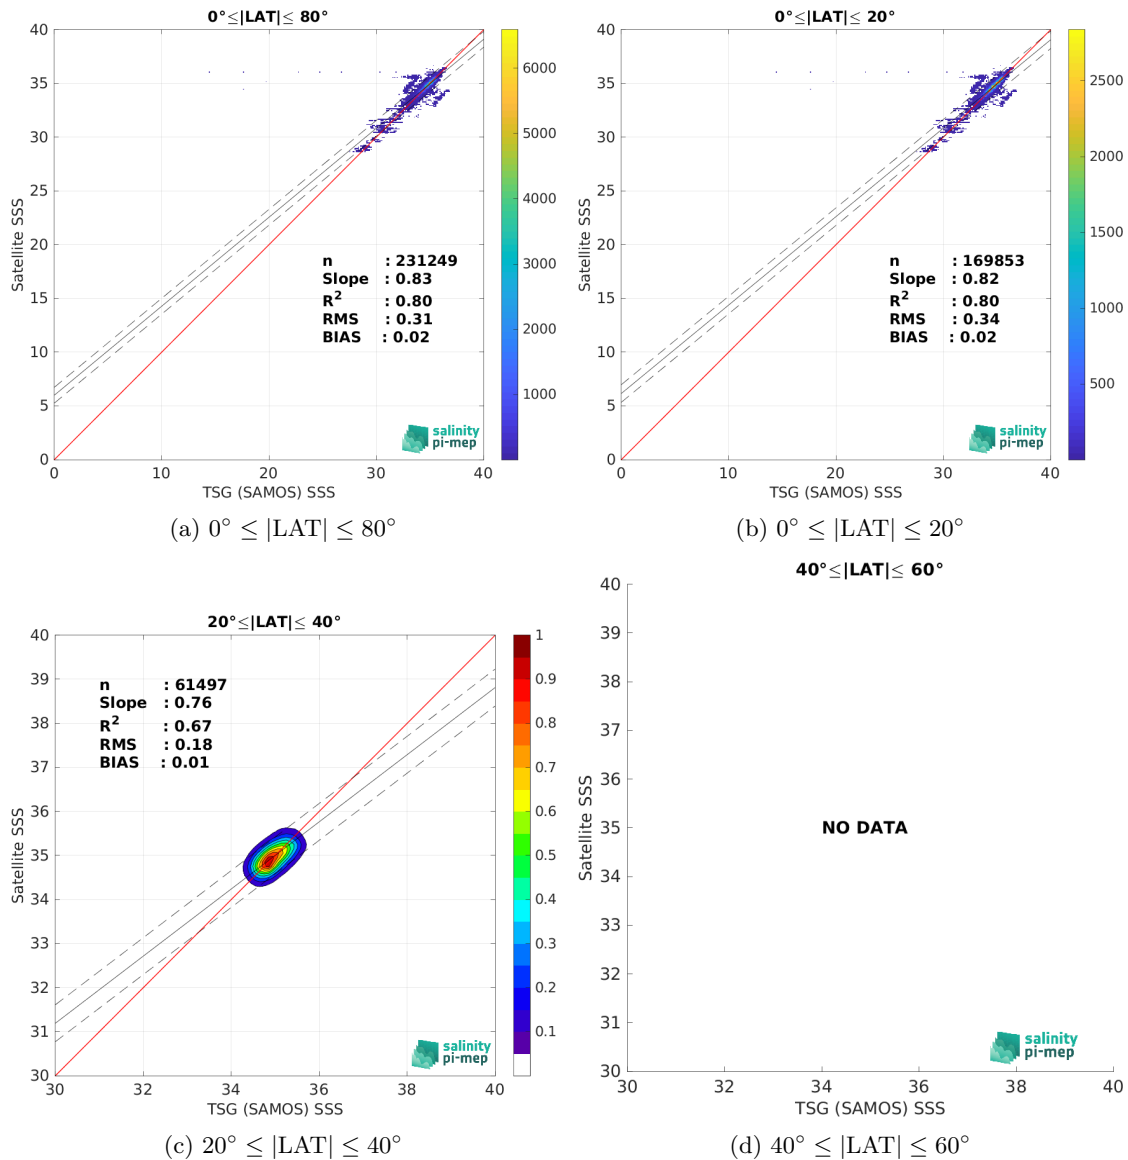 0°≤|LAT|≤ 80°
Satellite SSS
40
35
30
25
20
15
10
5
0
n : 231249
Slope : 0.83
R² : 0.80
RMS : 0.31
BIAS : 0.02
salinity
pi-mep
0 10 20 30 40
TSG (SAMOS) SSS
6000
5000
4000
3000
2000
1000
(a) 0° ≤ |LAT| ≤ 80°
0°≤|LAT|≤ 20°
Satellite SSS
40
35
30
25
20
15
10
5
0
n : 169853
Slope : 0.82
R² : 0.80
RMS : 0.34
BIAS : 0.02
salinity
pi-mep
0 10 20 30 40
TSG (SAMOS) SSS
2500
2000
1500
1000
500
(b) 0° ≤ |LAT| ≤ 20°
20°≤|LAT|≤ 40°
Satellite SSS
40
39
38
37
36
35
34
33
32
31
30
n : 61497
Slope : 0.76
R² : 0.67
RMS : 0.18
BIAS : 0.01
salinity
pi-mep
30 32 34 36 38 40
TSG (SAMOS) SSS
1
0.9
0.8
0.7
0.6
0.5
0.4
0.3
0.2
0.1
(c) 20° ≤ |LAT| ≤ 40°
40°≤|LAT|≤ 60°
Satellite SSS
40
39
38
37
36
35
34
33
32
31
30
NO DATA
salinity
pi-mep
30 32 34 36 38 40
TSG (SAMOS) SSS
(d) 40° ≤ |LAT| ≤ 60°